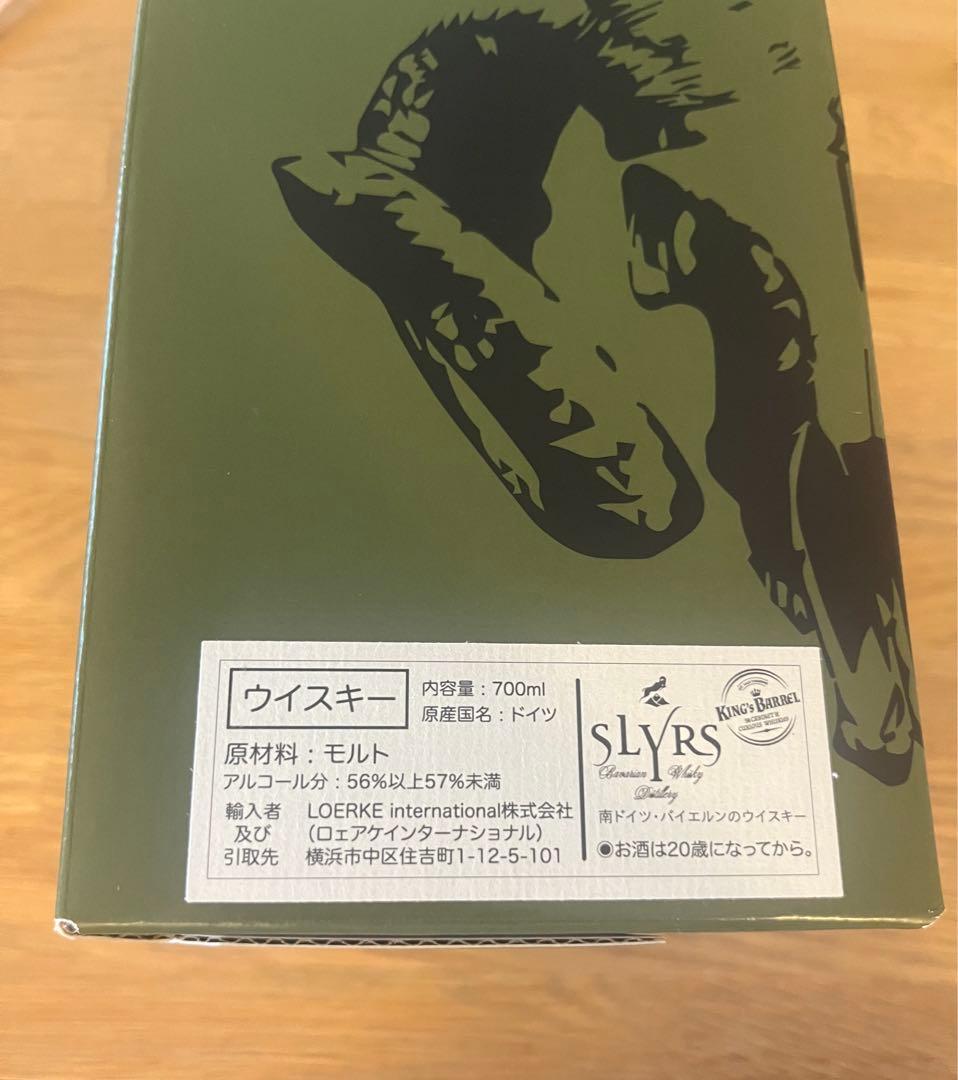 ウイスキー
内容量：700ml
原産国名：ドイツ
原材料：モルト
アルコール分：56%以上57%未満
輸入者 LOERKE international株式会社
及び （ロェアケインターナショナル）
引取先 横浜市中区住吉町1-12-5-101
SLYRS
Bavarian Whisky
Distillery
KING's BARREL
南ドイツ・バイエルンのウイスキー
◉お酒は20歳になってから。